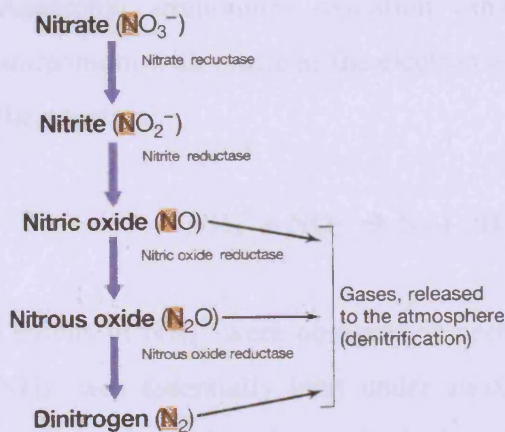 Nitrate (NO₃⁻)
Nitrate reductase
Nitrite (NO₂⁻)
Nitrite reductase
Nitric oxide (NO)
Nitric oxide reductase
Nitrous oxide (N₂O)
Nitrous oxide reductase
Dinitrogen (N₂)
Gases, released
to the atmosphere
(denitrification)